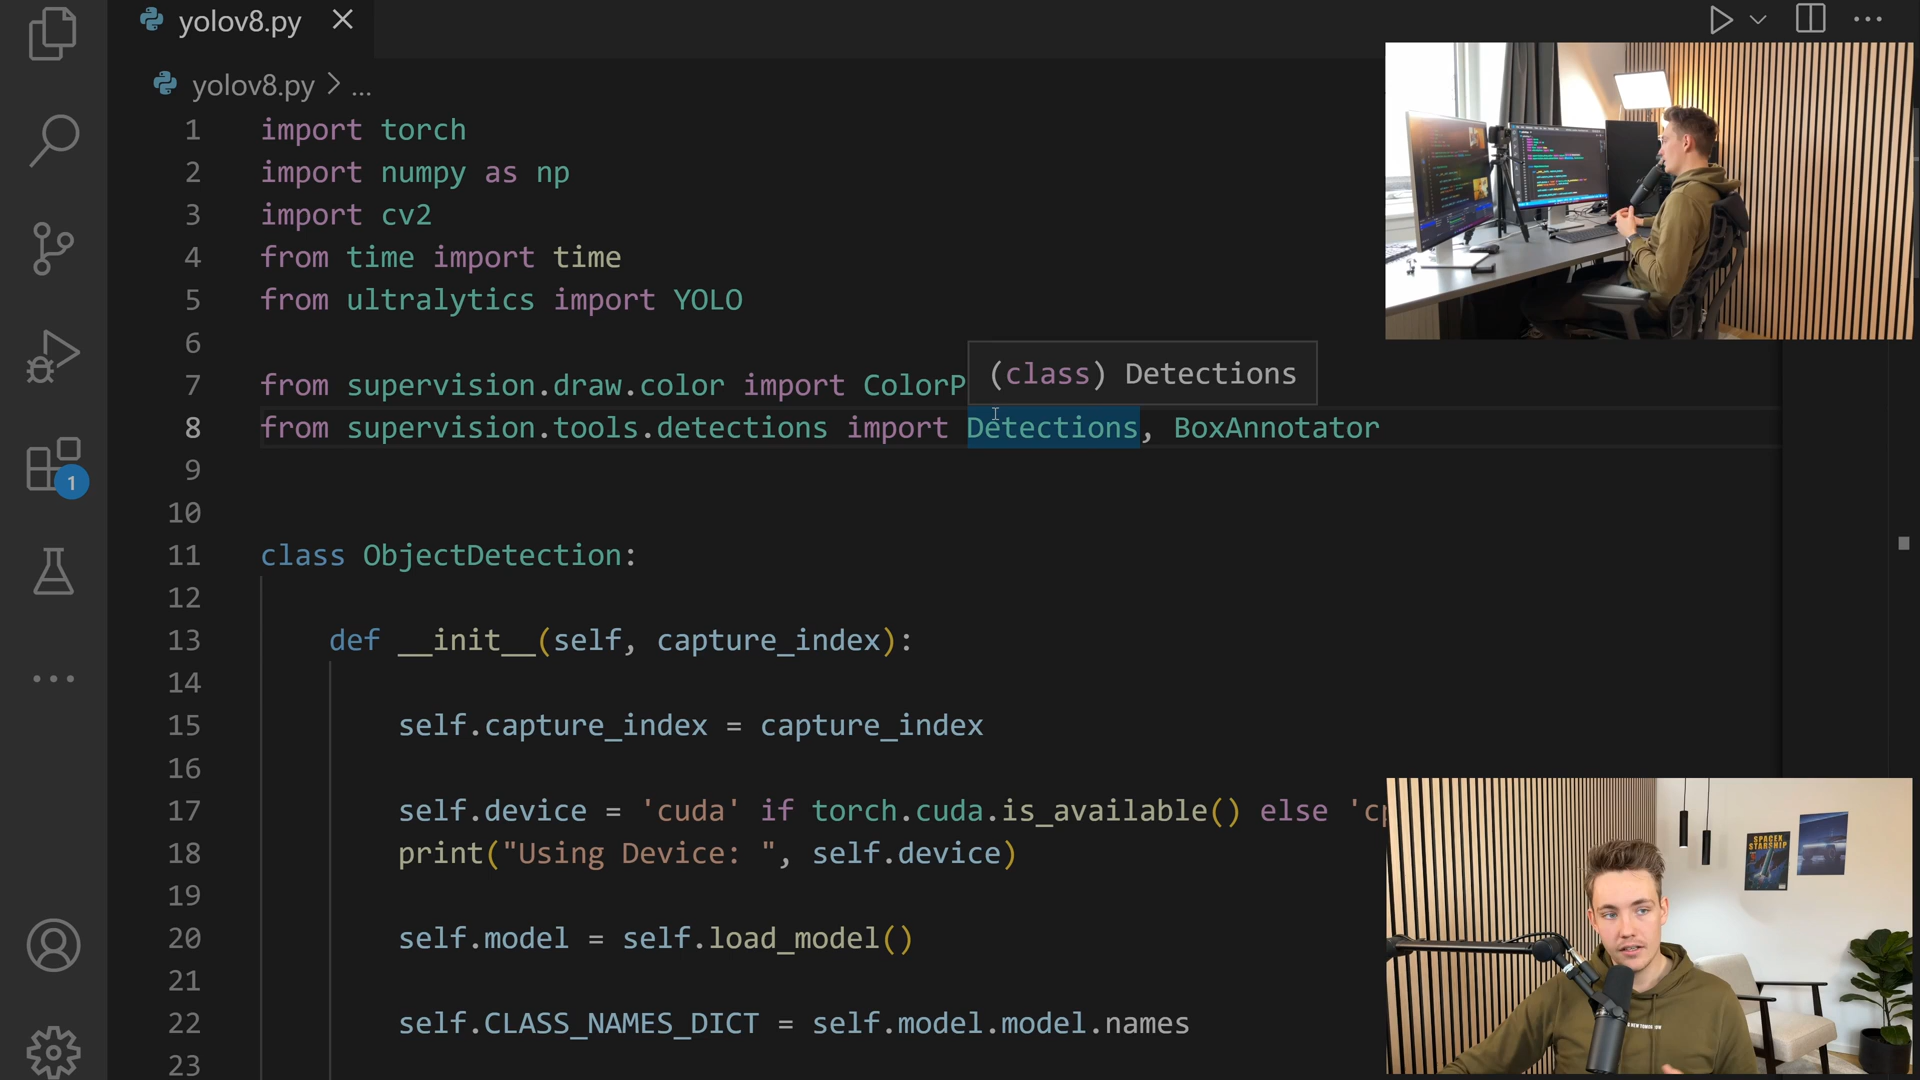 yolov8.py
yolov8.py > ...
1 import torch
2 import numpy as np
3 import cv2
4 from time import time
5 from ultralytics import YOLO
6
7 from supervision.draw.color import ColorP
(class) Detections
8 from supervision.tools.detections import Detections, BoxAnnotator
9
10
11 class ObjectDetection:
12
13 def __init__(self, capture_index):
14
15 self.capture_index = capture_index
16
17 self.device = 'cuda' if torch.cuda.is_available() else 'cp
18 print("Using Device: ", self.device)
19
20 self.model = self.load_model()
21
22 self.CLASS_NAMES_DICT = self.model.model.names
23
1
SPACEX
STARSHIP